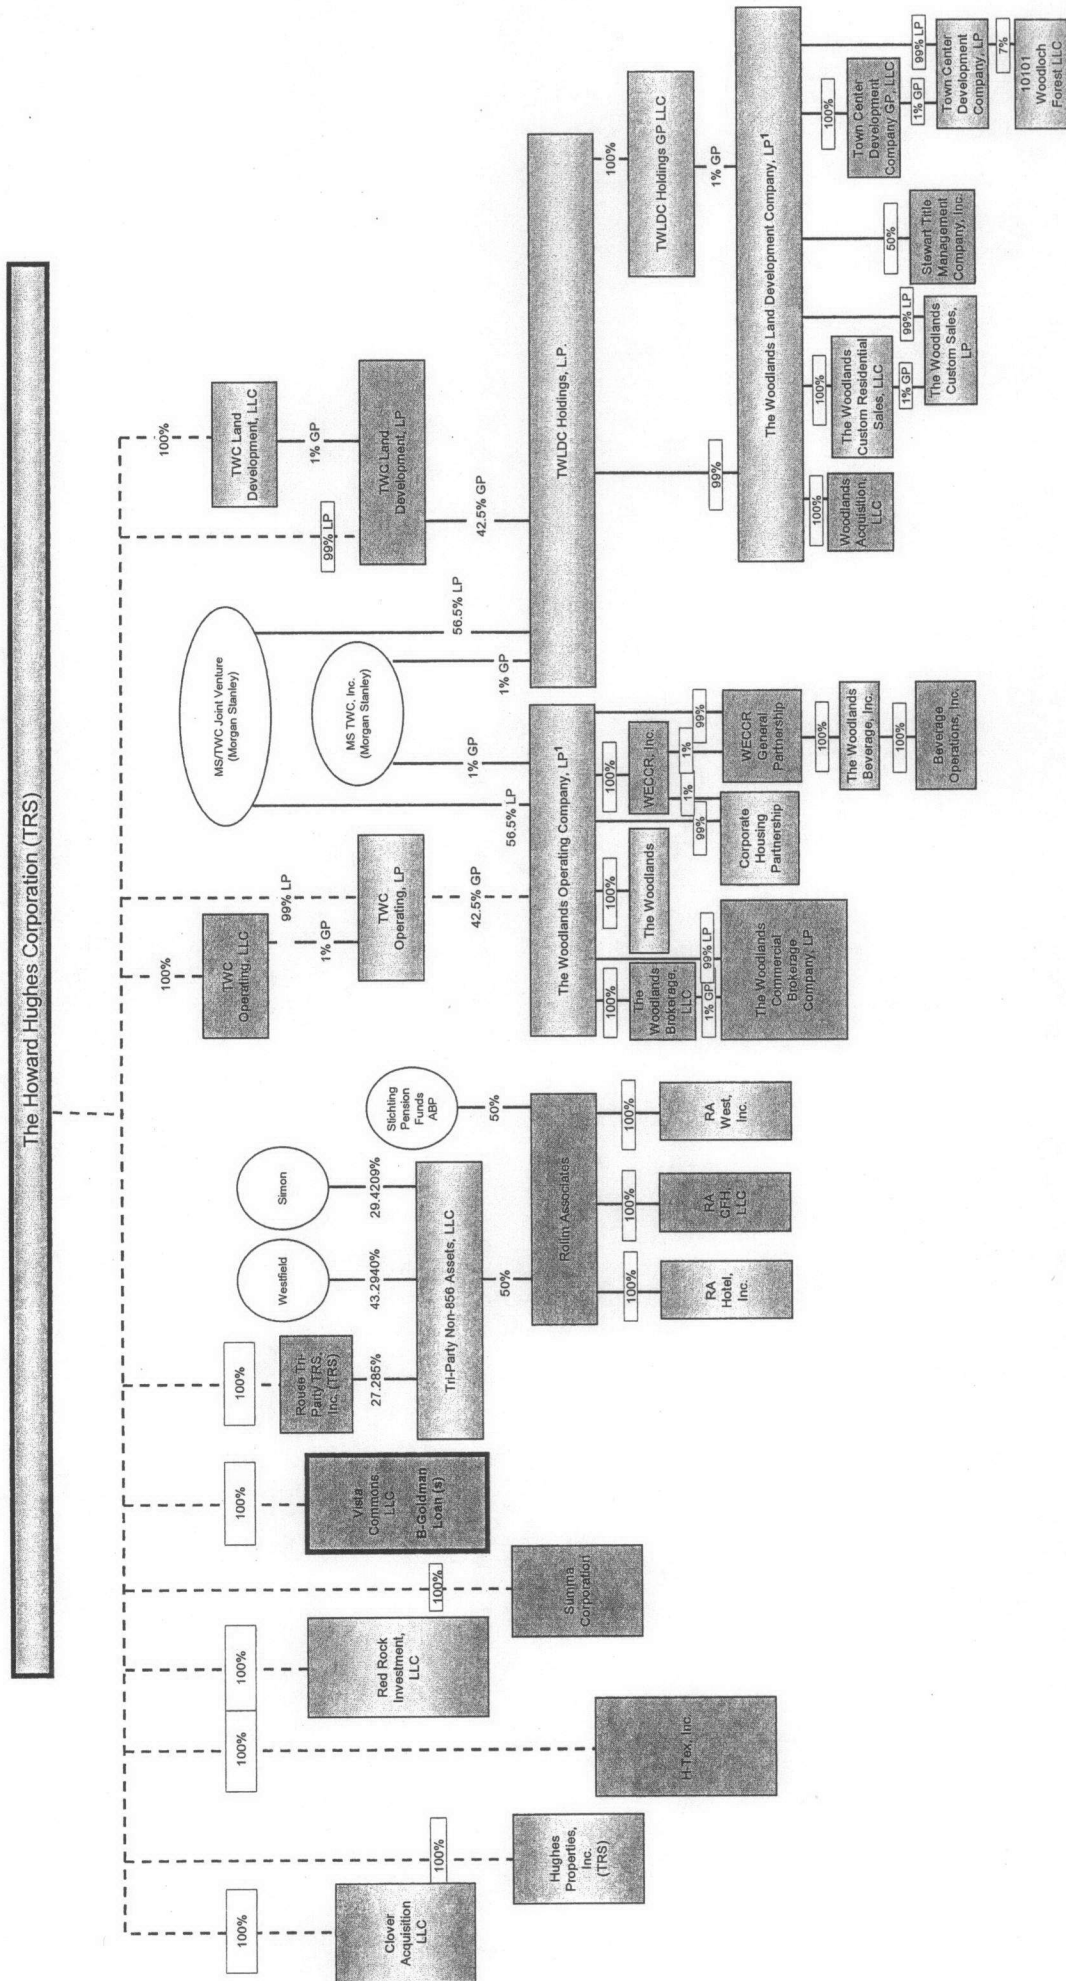 The Howard Hughes Corporation (TRS)
100%
Clover
Acquisition
LLC
100%
Hughes
Properties,
Inc.
(TRS)
100%
H-Tex, Inc.
100%
Red Rock
Investment,
LLC
100%
Summa
Corporation
100%
Vista
Commons
LLC
B-Goldman
Loan (s)
100%
Rouse Tri-
Party TRS,
Inc. (TRS)
27.285%
Westfield
43.2940%
Simon
29.4209%
Tri-Party Non-856 Assets, LLC
50%
Stichting
Pension
Funds
ABP
50%
Rolim Associates
100%
RA
Hotel,
Inc.
100%
RA
CFH,
LLC
100%
RA
West,
Inc.
100%
TWC
Operating, LLC
99% LP
1% GP
TWC
Operating, LP
42.5% GP
MS/TWC Joint Venture
(Morgan Stanley)
56.5% LP
56.5% LP
MS TWC, Inc.
(Morgan Stanley)
1% GP
1% GP
100%
TWC Land
Development, LLC
99% LP
1% GP
TWC Land
Development, LP
42.5% GP
The Woodlands Operating Company, LP¹
100%
The
Woodlands
Brokerage,
LLC
1% GP
99% LP
The Woodlands
Commercial
Brokerage
Company, LP
100%
The Woodlands
99%
1%
Corporate
Housing
Partnership
100%
WECCR, Inc.
1%
99%
WECCR
General
Partnership
100%
The Woodlands
Beverage, Inc.
100%
Beverage
Operations, Inc.
TWLDC Holdings, L.P.
99%
100%
TWLDC Holdings GP LLC
1% GP
The Woodlands Land Development Company, LP¹
100%
Woodlands
Acquisition,
LLC
100%
The Woodlands
Custom Residential
Sales, LLC
1% GP
99% LP
The Woodlands
Custom Sales,
LP
50%
Stewart Title
Management
Company, Inc.
100%
Town Center
Development
Company GP, LLC
1% GP
99% LP
Town Center
Development
Company, LP
7%
10101
Woodloch
Forest LLC